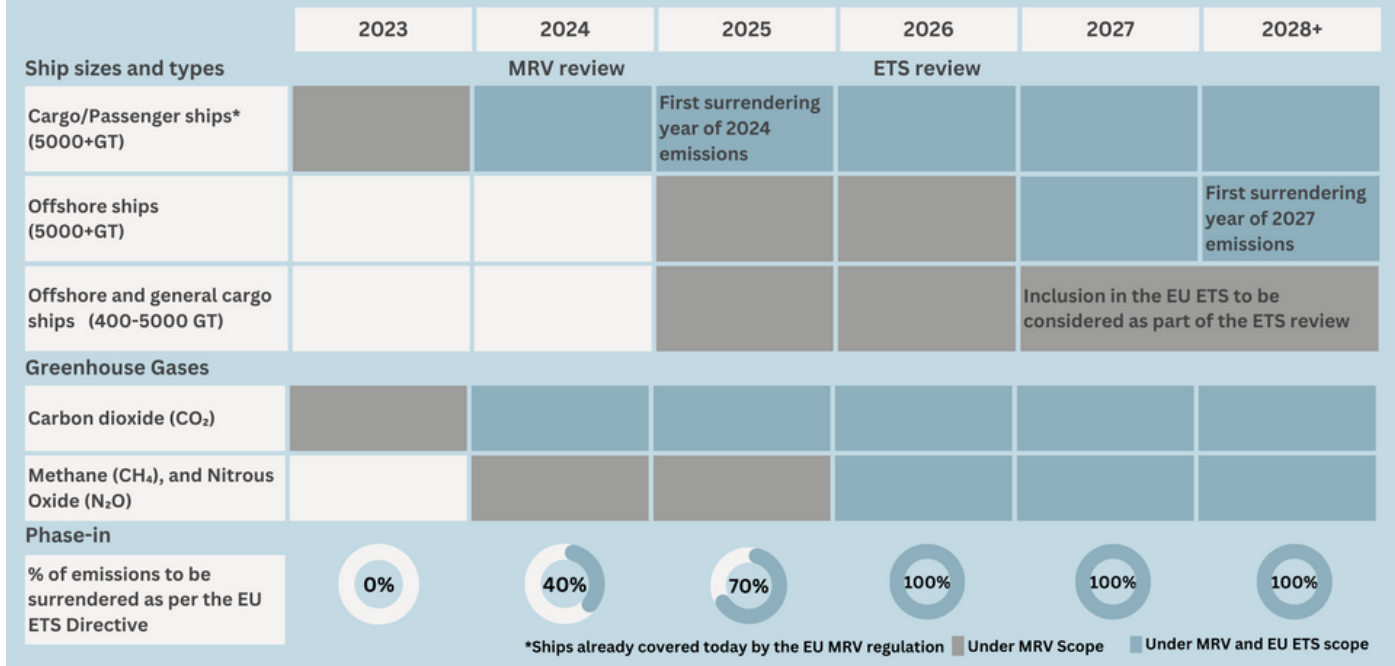 2023 2024 2025 2026 2027 2028+
Ship sizes and types MRV review ETS review
Cargo/Passenger ships*
(5000+GT)
First surrendering
year of 2024
emissions
Offshore ships
(5000+GT)
First surrendering
year of 2027
emissions
Offshore and general cargo
ships (400-5000 GT)
Inclusion in the EU ETS to be
considered as part of the ETS review
Greenhouse Gases
Carbon dioxide (CO₂)
Methane (CH₄), and Nitrous
Oxide (N₂O)
Phase-in
% of emissions to be
surrendered as per the EU
ETS Directive
0% 40% 70% 100% 100% 100%
*Ships already covered today by the EU MRV regulation Under MRV Scope Under MRV and EU ETS scope